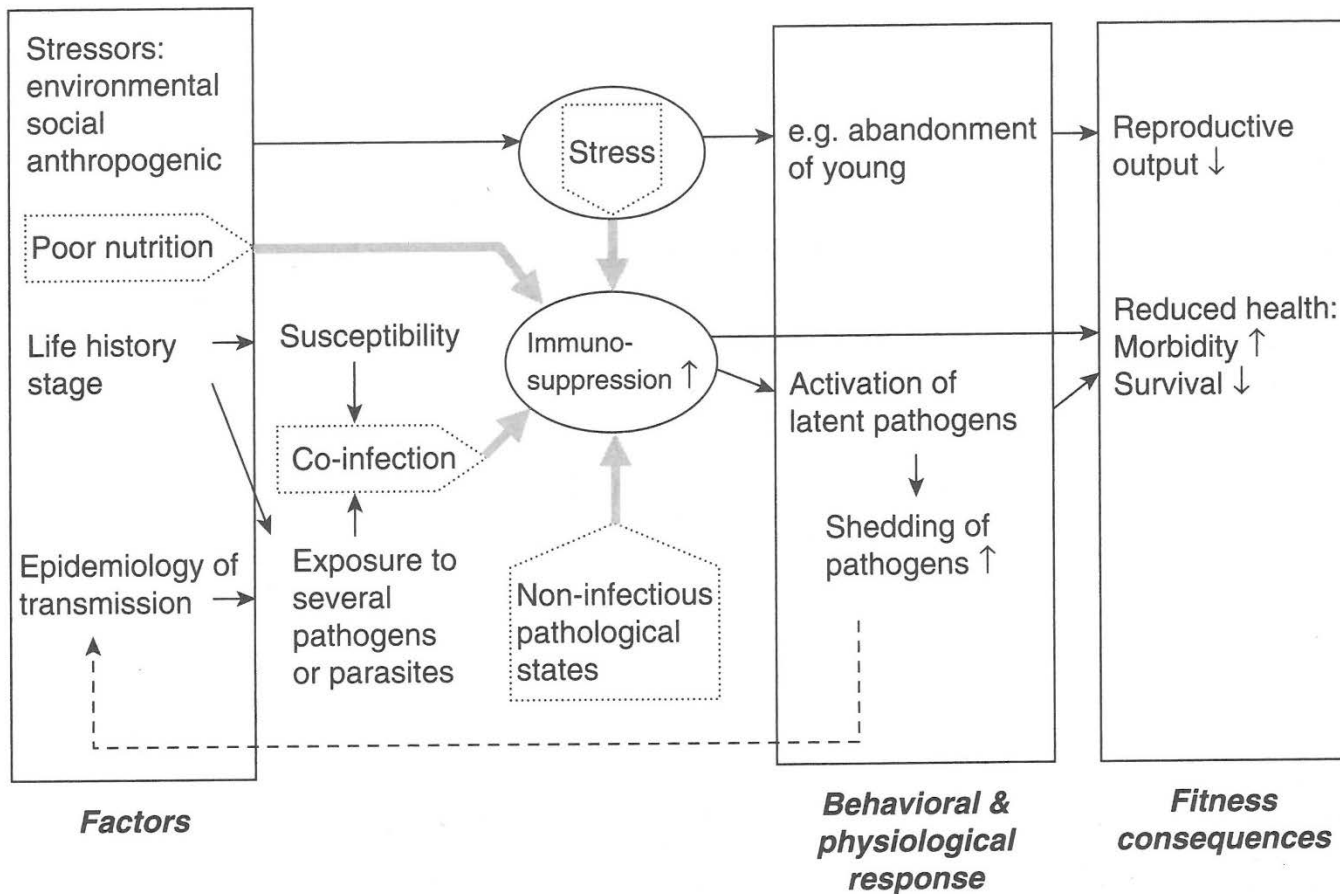 Stressors:
environmental
social
anthropogenic
Poor nutrition
Life history
stage
Epidemiology of
transmission
Factors
Susceptibility
Co-infection
Exposure to
several
pathogens
or parasites
Stress
Immuno-
suppression ↑
Non-infectious
pathological
states
e.g. abandonment
of young
Activation of
latent pathogens
Shedding of
pathogens ↑
Behavioral &
physiological
response
Reproductive
output ↓
Reduced health:
Morbidity ↑
Survival ↓
Fitness
consequences